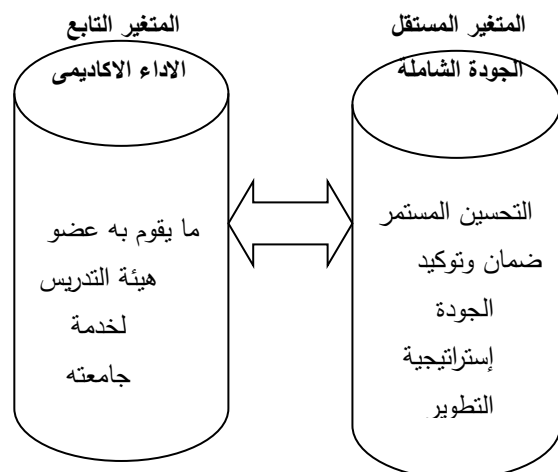 المتغير المستقل
الجودة الشاملة
التحسين المستمر
ضمان وتوكيد
الجودة
إستراتيجية
التطوير
المتغير التابع
الاداء الاكاديمى
ما يقوم به عضو
هيئة التدريس
لخدمة
جامعته